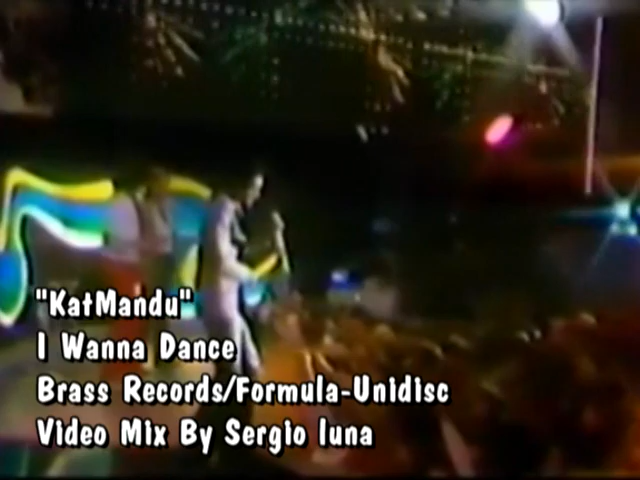 "KatMandu"
I Wanna Dance
Brass Records/Formula-Unidisc
Video Mix By Sergio luna